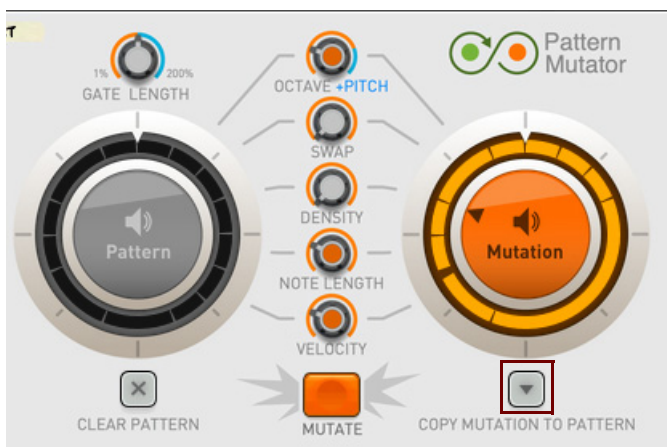 1%
200%
GATE LENGTH
OCTAVE +PITCH
Pattern
Mutator
SWAP
DENSITY
Pattern
Mutation
NOTE LENGTH
VELOCITY
CLEAR PATTERN
MUTATE
COPY MUTATION TO PATTERN